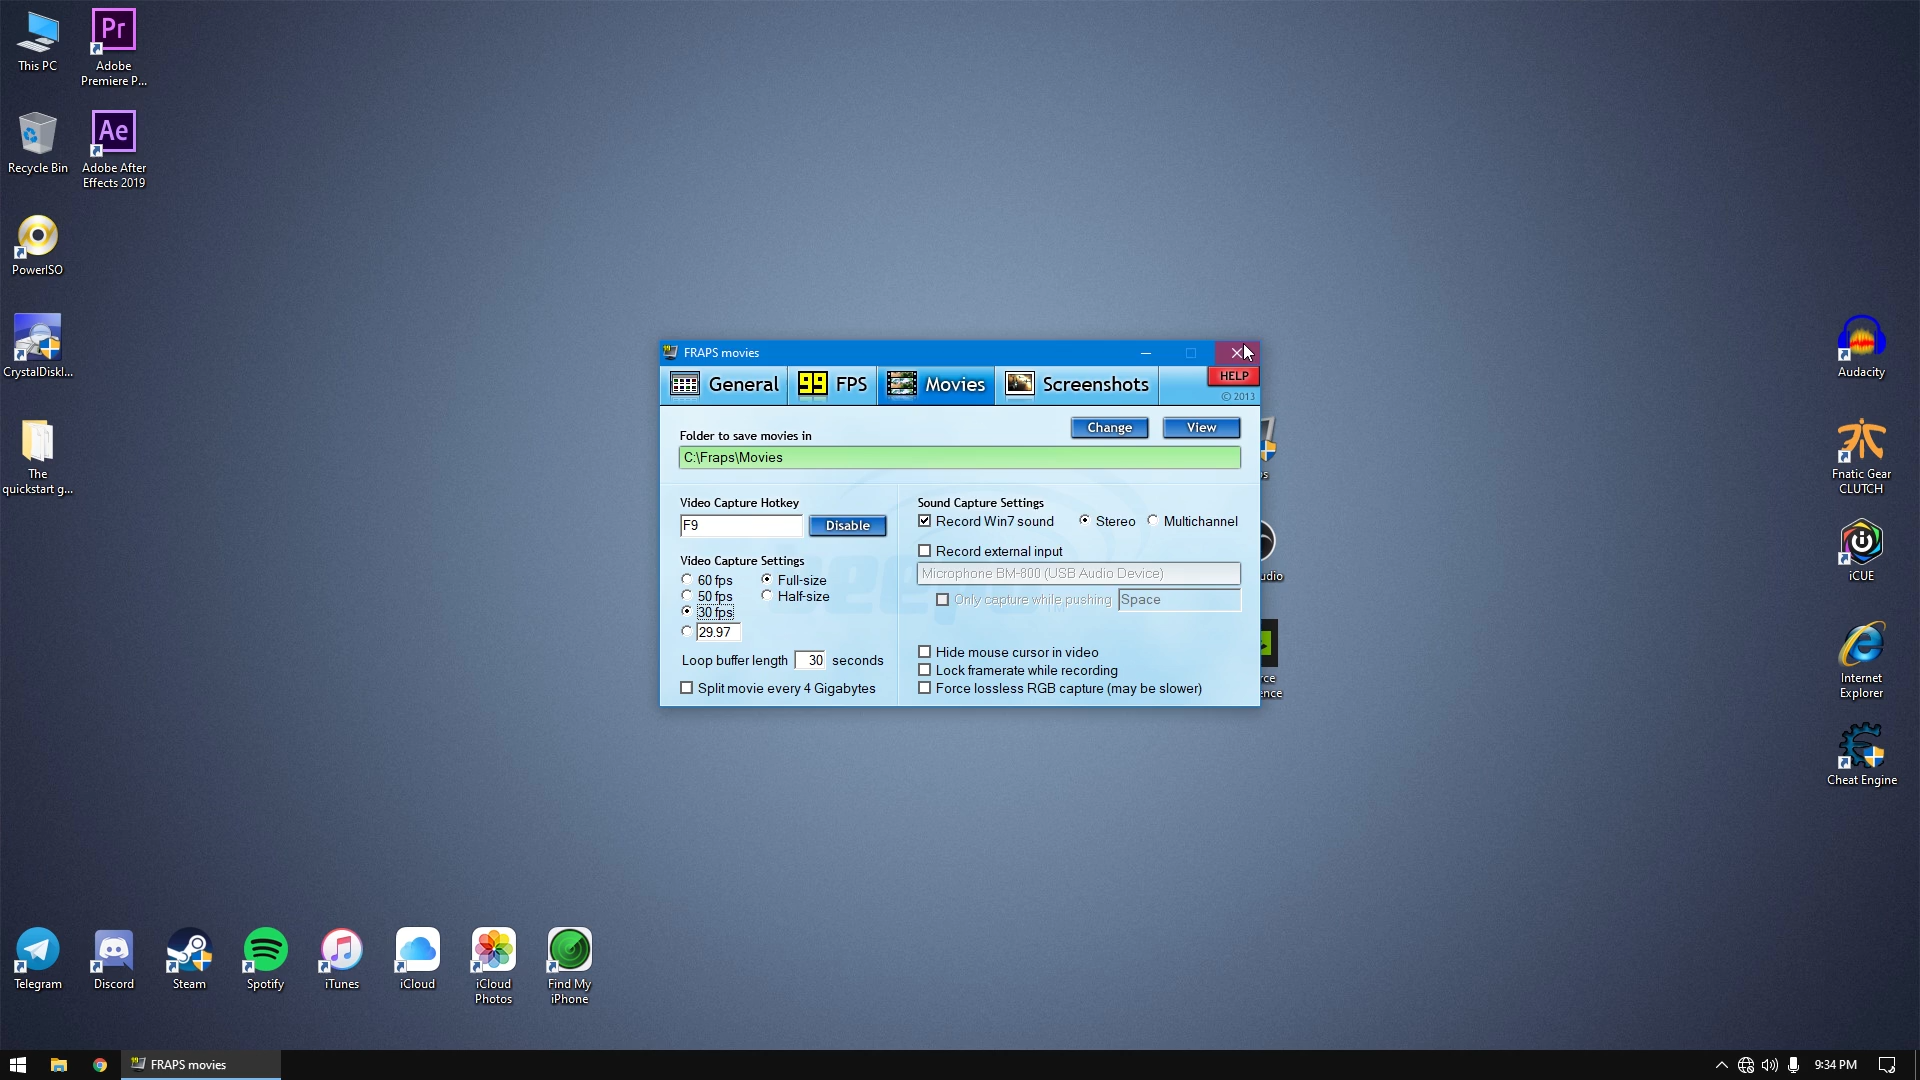 This PC
Adobe
Premiere P...
Recycle Bin
Adobe After
Effects 2019
PowerISO
CrystalDiskI...
The
quickstart g...
FRAPS movies
General
99 FPS
Movies
Screenshots
HELP
© 2013
Folder to save movies in
Change
View
C:\Fraps\Movies
Video Capture Hotkey
F9
Disable
Video Capture Settings
60 fps
Full-size
50 fps
Half-size
30 fps
29.97
Loop buffer length 30 seconds
Split movie every 4 Gigabytes
Sound Capture Settings
Record Win7 sound
Stereo
Multichannel
Record external input
Microphone BM-800 (USB Audio Device)
Only capture while pushing
Space
Hide mouse cursor in video
Lock framerate while recording
Force lossless RGB capture (may be slower)
Audacity
Fnatic Gear
CLUTCH
iCUE
Internet
Explorer
Cheat Engine
Telegram
Discord
Steam
Spotify
iTunes
iCloud
iCloud
Photos
Find My
iPhone
FRAPS movies
9:34 PM